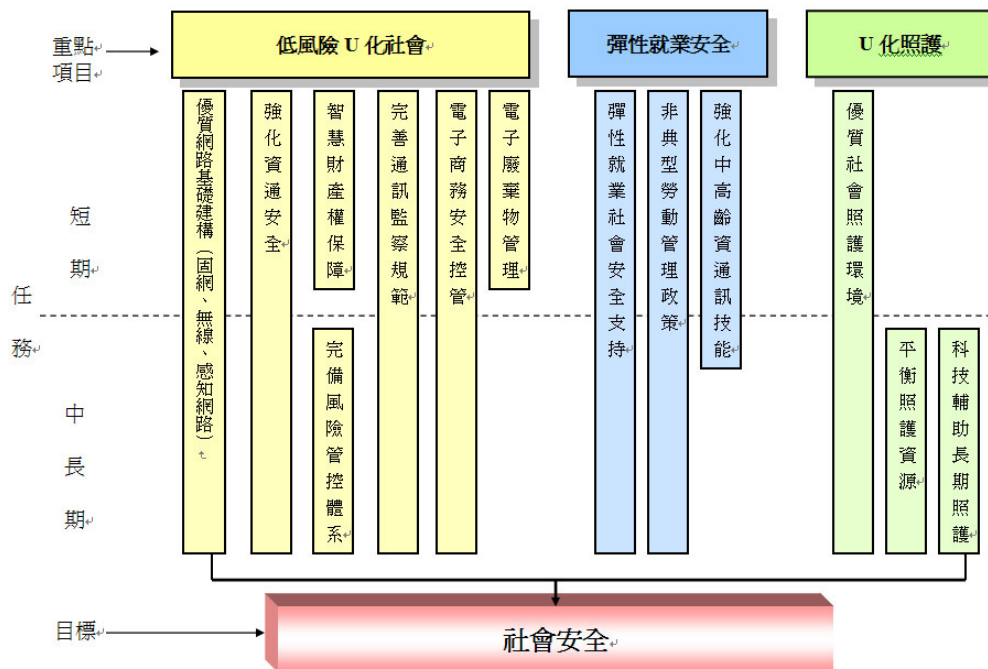 重點
項目
低風險 U 化社會
彈性就業安全
U 化照護
任務
短期
中長期
優質網路基礎建構（固網、無線、感知網路）
強化資通安全
智慧財產權保障
完備風險管控體系
完善通訊監察規範
電子商務安全控管
電子廢棄物管理
彈性就業社會安全支持
非典型勞動管理政策
強化中高齡資通訊技能
優質社會照護環境
平衡照護資源
科技輔助長期照護
目標
社會安全